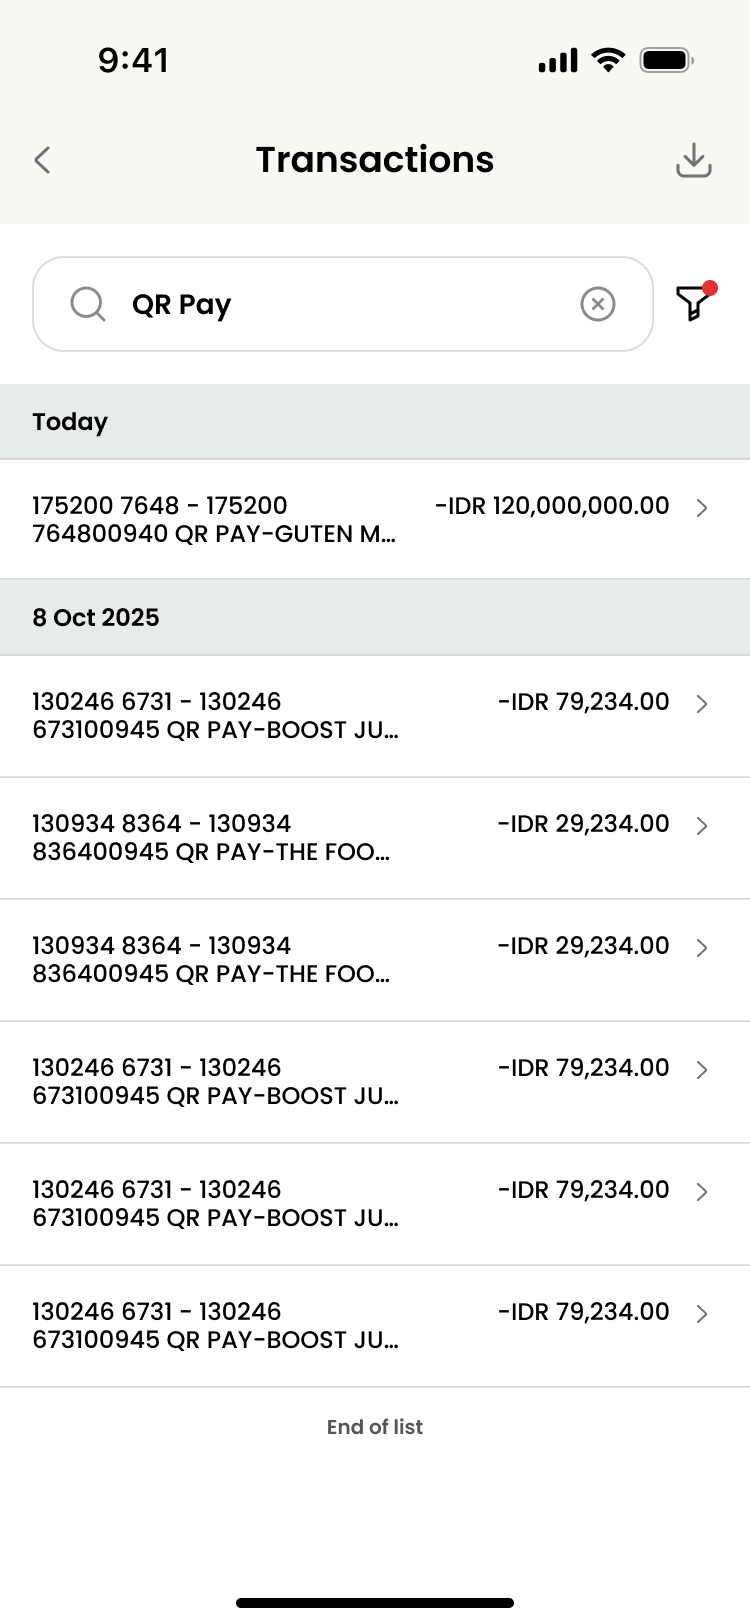 9:41
Transactions
QR Pay
Today
175200 7648 - 175200 -IDR 120,000,000.00
764800940 QR PAY-GUTEN M...
8 Oct 2025
130246 6731 - 130246 -IDR 79,234.00
673100945 QR PAY-BOOST JU...
130934 8364 - 130934 -IDR 29,234.00
836400945 QR PAY-THE FOO...
130934 8364 - 130934 -IDR 29,234.00
836400945 QR PAY-THE FOO...
130246 6731 - 130246 -IDR 79,234.00
673100945 QR PAY-BOOST JU...
130246 6731 - 130246 -IDR 79,234.00
673100945 QR PAY-BOOST JU...
130246 6731 - 130246 -IDR 79,234.00
673100945 QR PAY-BOOST JU...
End of list